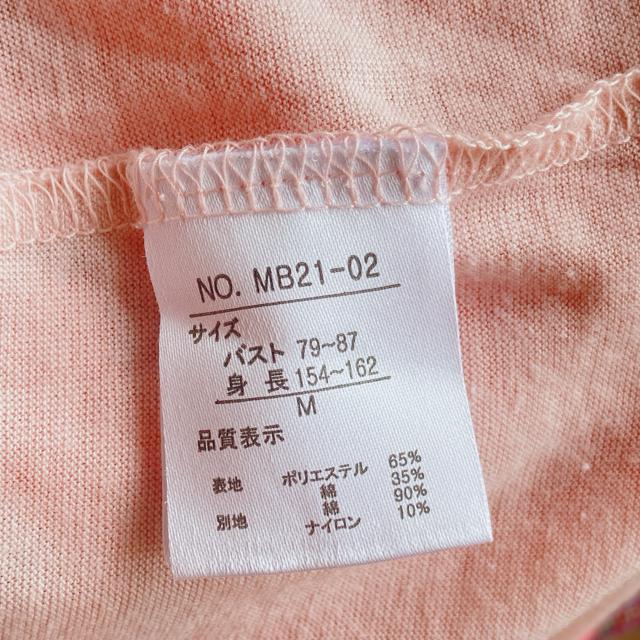 NO. MB21-02
サイズ
バスト 79~87
身 長 154~162
M
品質表示
表地 ポリエステル 65%
綿 35%
別地 綿 90%
ナイロン 10%